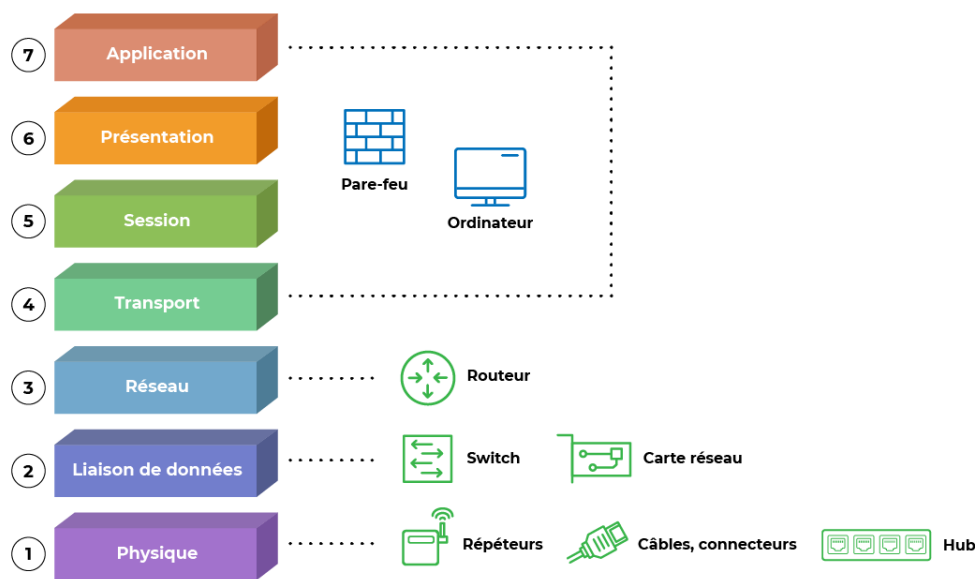 7 Application
6 Présentation
Pare-feu
5 Session
Ordinateur
4 Transport
3 Réseau Routeur
2 Liaison de données Switch Carte réseau
1 Physique Répéteurs Câbles, connecteurs Hub